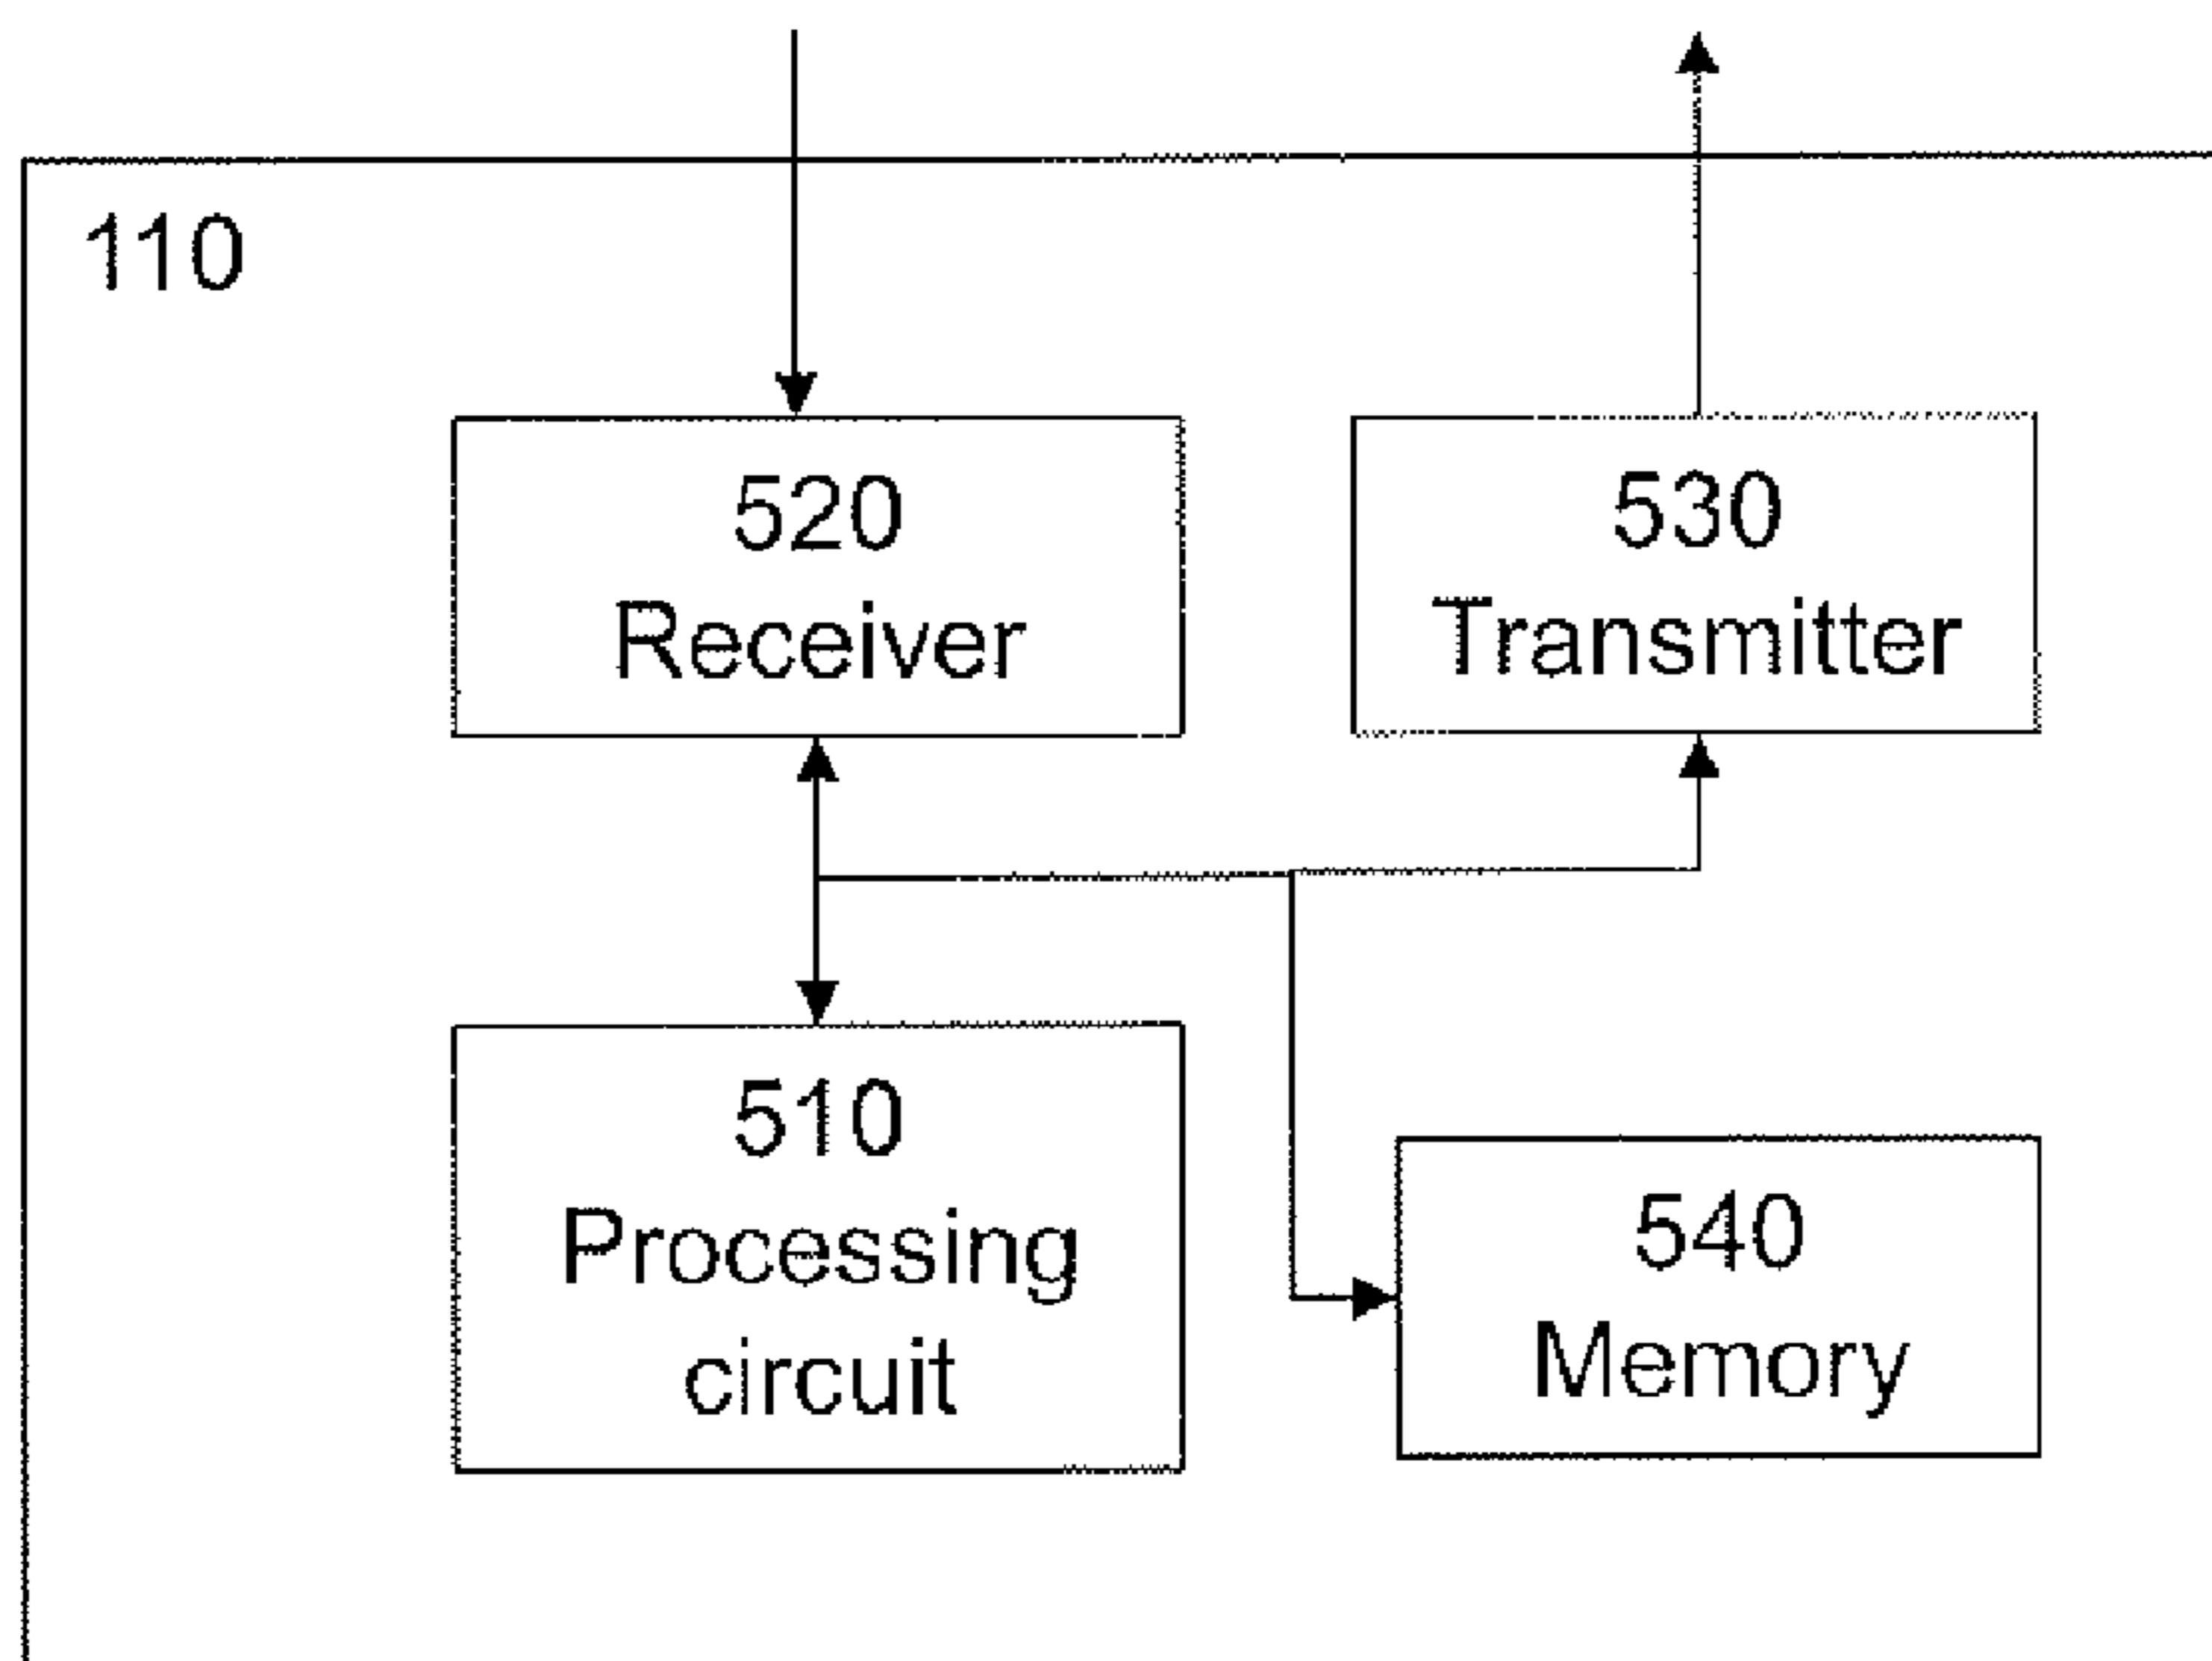 110
520
Receiver
530
Transmitter
510
Processing
circuit
540
Memory